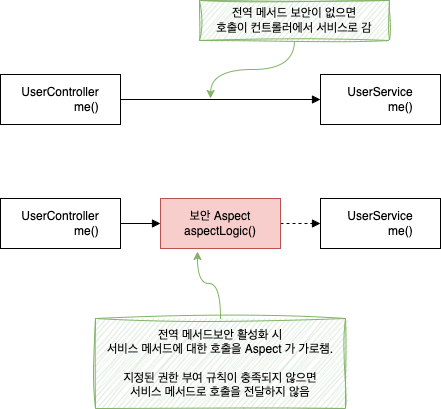 전역 메서드 보안이 없으면
호출이 컨트롤러에서 서비스로 감
UserController
me()
UserService
me()
UserController
me()
보안 Aspect
aspectLogic()
UserService
me()
전역 메서드보안 활성화 시
서비스 메서드에 대한 호출을 Aspect 가 가로챔.
지정된 권한 부여 규칙이 충족되지 않으면
서비스 메서드로 호출을 전달하지 않음